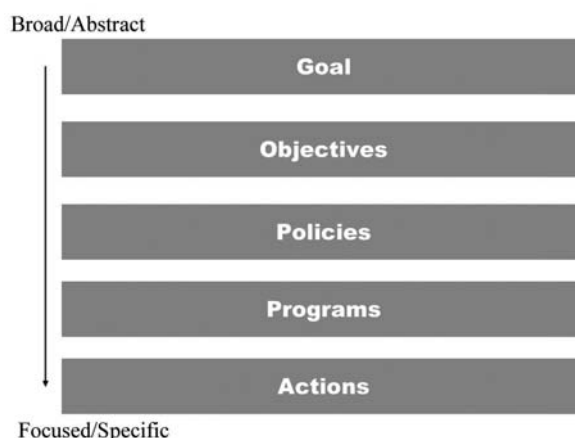 Broad/Abstract
Goal
Objectives
Policies
Programs
Actions
Focused/Specific